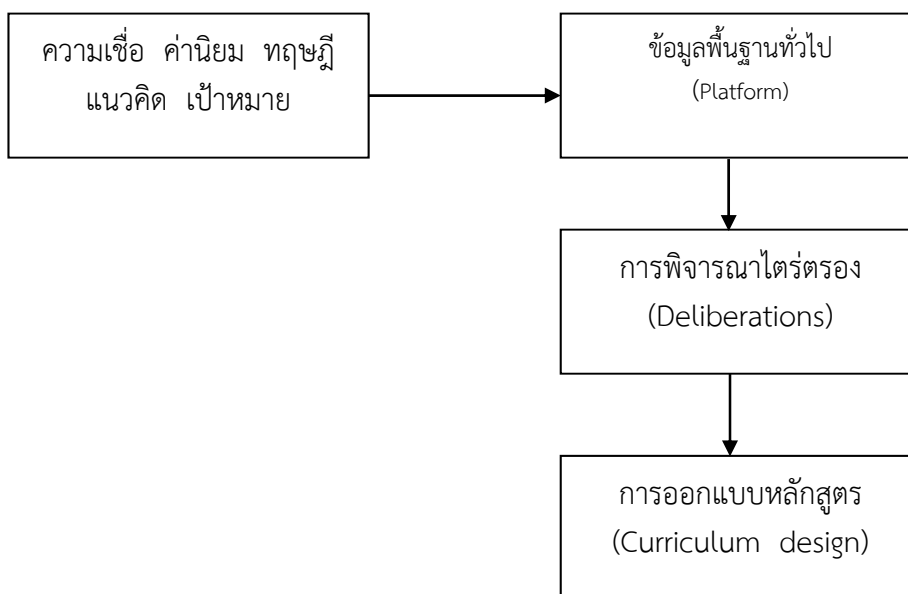 ความเชื่อ ค่านิยม ทฤษฎี
แนวคิด เป้าหมาย
ข้อมูลพื้นฐานทั่วไป
(Platform)
การพิจารณาไตร่ตรอง
(Deliberations)
การออกแบบหลักสูตร
(Curriculum design)